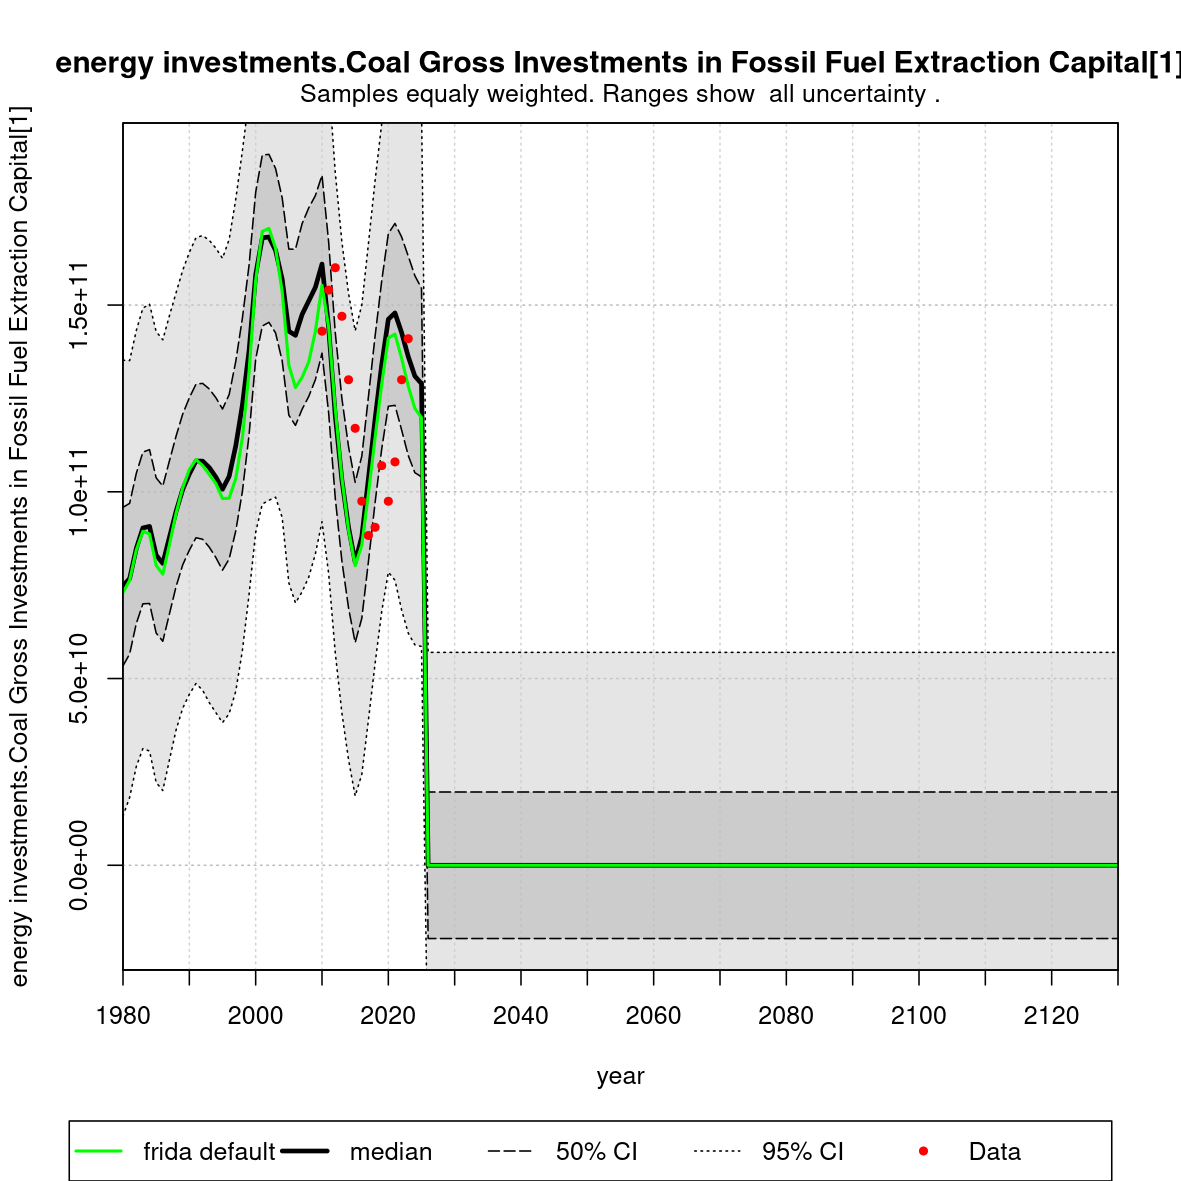 energy investments.Coal Gross Investments in Fossil Fuel Extraction Capital[1]
Samples equaly weighted. Ranges show  all uncertainty .
energy investments.Coal Gross Investments in Fossil Fuel Extraction Capital[1]
1.5e+11
1.0e+11
5.0e+10
0.0e+00
1980 2000 2020 2040 2060 2080 2100 2120
year
frida default median 50% CI 95% CI Data